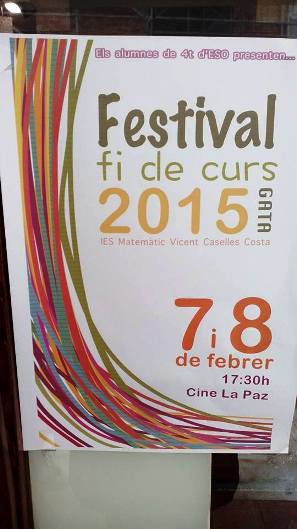 Els alumnes de 4t d'ESO presenten...
Festival
fi de curs
2015
GATA
IES Matemàtic Vicent Caselles Costa
7 i 8
de febrer
17:30h
Cine La Paz